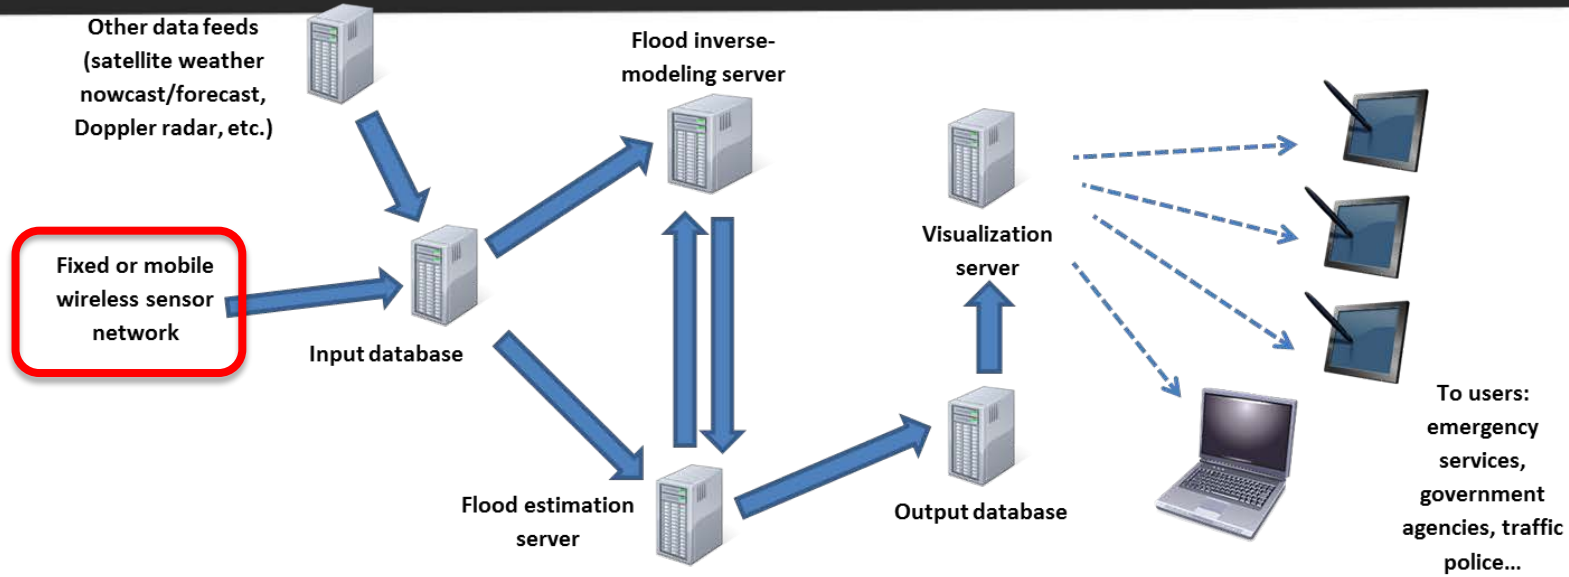 Other data feeds
(satellite weather
nowcast/forecast,
Doppler radar, etc.)
Flood inverse-
modeling server
Fixed or mobile
wireless sensor
network
Input database
Visualization
server
Flood estimation
server
Output database
To users:
emergency
services,
government
agencies, traffic
police...